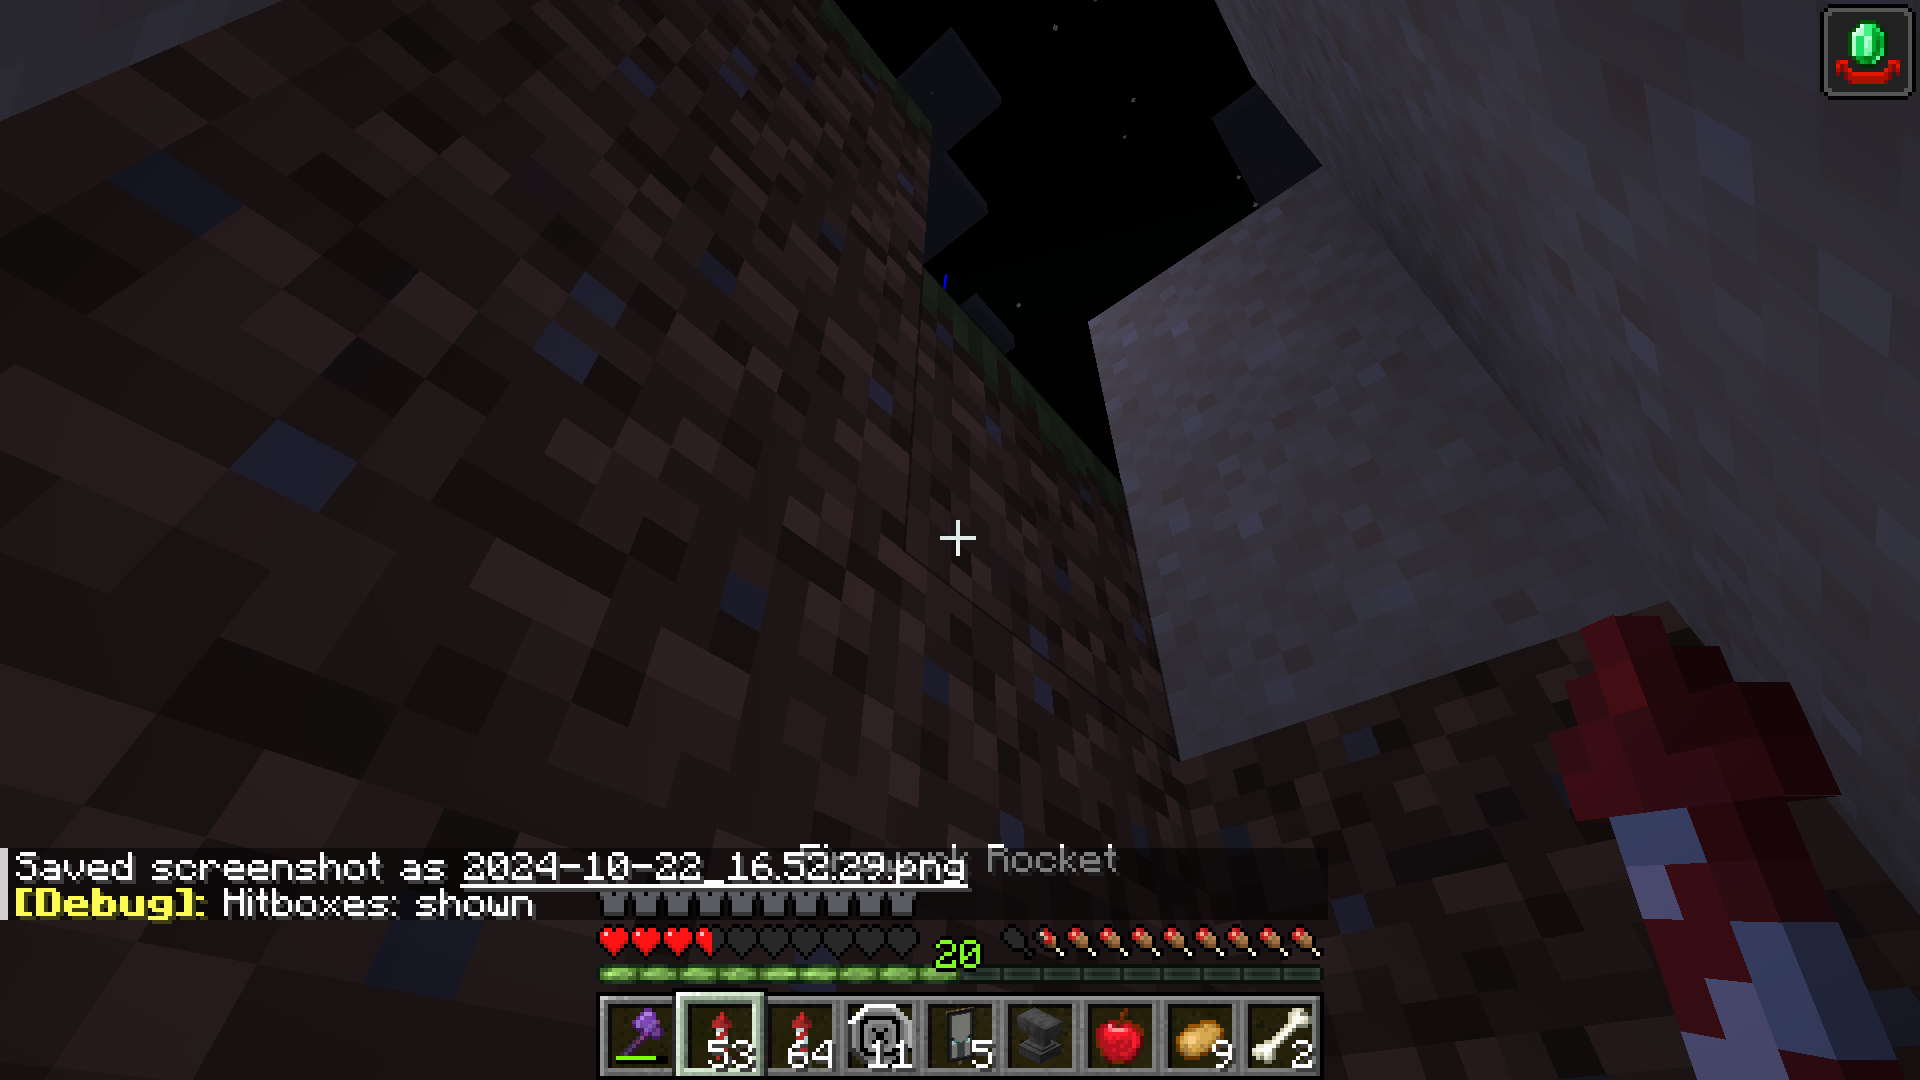 Saved screenshot as 2024-10-22_16.52.29.png
Rocket
[Debug]: Hitboxes: shown
20
53 64 11 5 9 2